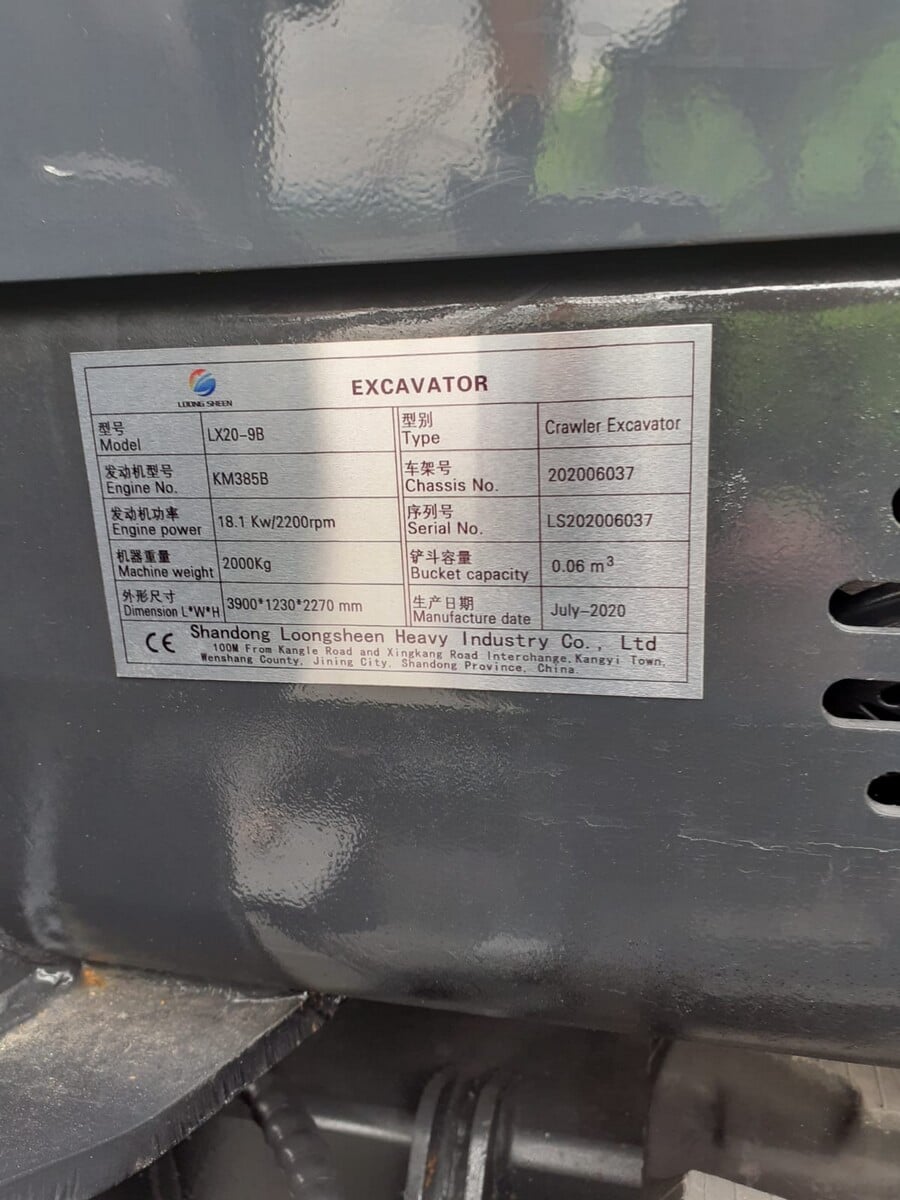 LOONG SHEEN
EXCAVATOR
型号
Model
LX20-9B
型别
Type
Crawler Excavator
发动机型号
Engine No.
KM385B
车架号
Chassis No.
202006037
发动机功率
Engine power
18.1 Kw/2200rpm
序列号
Serial No.
LS202006037
机器重量
Machine weight
2000Kg
铲斗容量
Bucket capacity
0.06 m³
外形尺寸
Dimension L*W*H
3900*1230*2270 mm
生产日期
Manufacture date
July-2020
CE
Shandong Loongsheen Heavy Industry Co., Ltd
100M From Kangle Road and Xingkang Road Interchange, Kangyi Town,
Wenshang County, Jining City, Shandong Province, China.